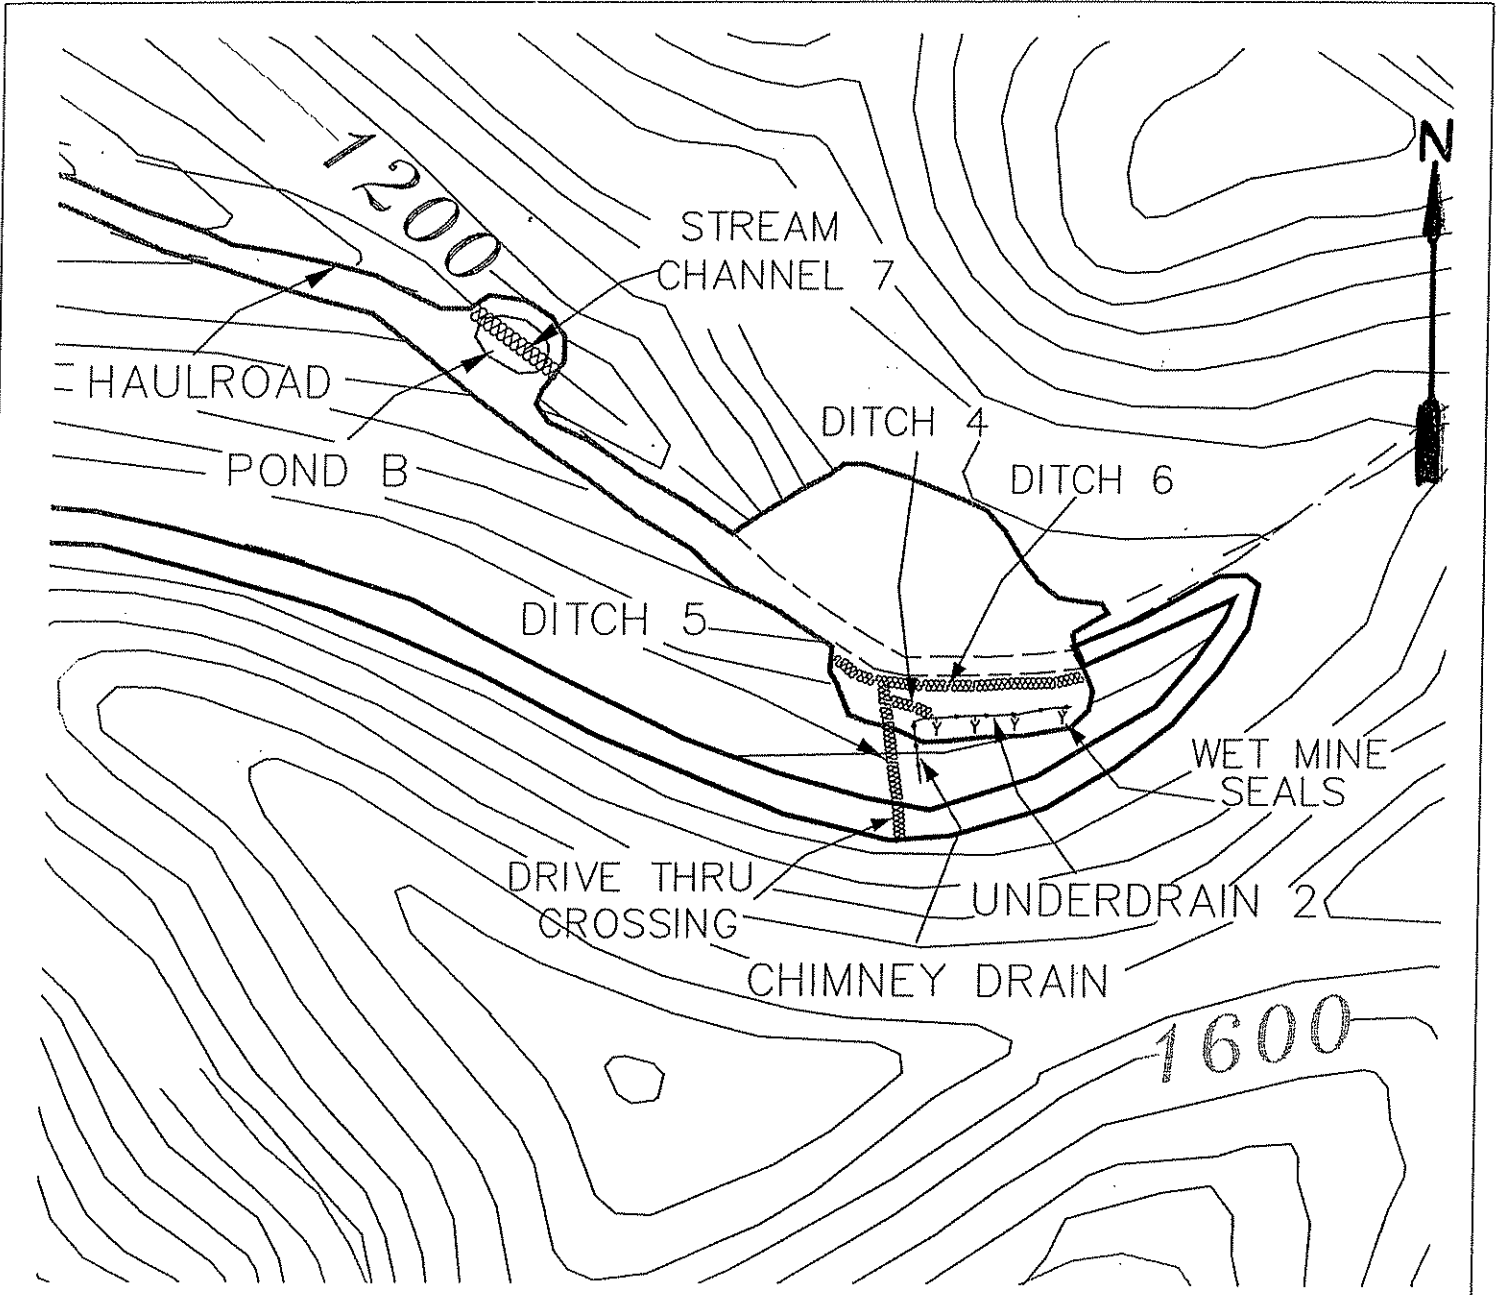 N
1200
STREAM
CHANNEL 7
HAULROAD
DITCH 4
POND B
DITCH 6
DITCH 5
WET MINE
SEALS
DRIVE THRU
CROSSING
UNDERDRAIN 2
CHIMNEY DRAIN
1600